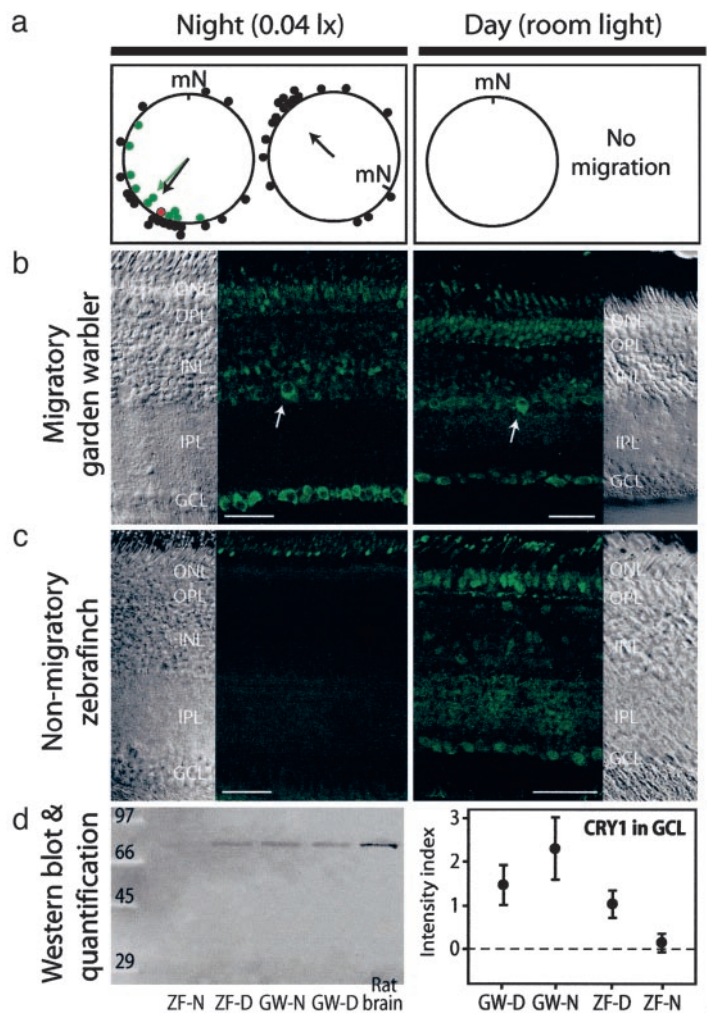 a
Night (0.04 lx)
Day (room light)
mN
mN
mN
No
migration
b
Migratory
garden warbler
ONL
OPL
INL
IPL
GCL
ONL
OPL
INL
IPL
GCL
c
Non-migratory
zebrafinch
ONL
OPL
INL
IPL
GCL
ONL
OPL
INL
IPL
GCL
d
Western blot &
quantification
97
66
45
29
ZF-N
ZF-D
GW-N
GW-D
Rat
brain
CRY1 in GCL
Intensity index
3
2
1
0
GW-D
GW-N
ZF-D
ZF-N